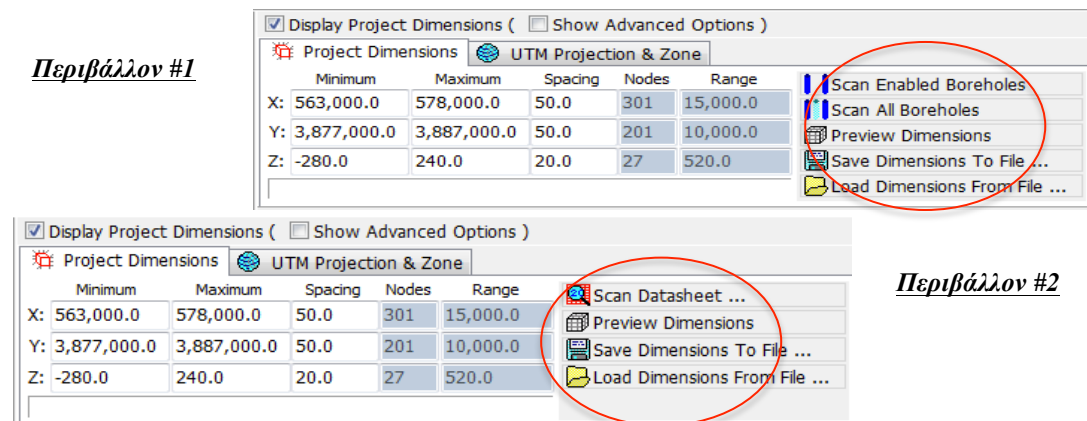 Display Project Dimensions ( Show Advanced Options )
Περιβάλλον #1
Project Dimensions UTM Projection & Zone
Minimum Maximum Spacing Nodes Range
X: 563,000.0 578,000.0 50.0 301 15,000.0
Y: 3,877,000.0 3,887,000.0 50.0 201 10,000.0
Z: -280.0 240.0 20.0 27 520.0
Scan Enabled Boreholes
Scan All Boreholes
Preview Dimensions
Save Dimensions To File ...
Load Dimensions From File ...
Display Project Dimensions ( Show Advanced Options )
Project Dimensions UTM Projection & Zone
Minimum Maximum Spacing Nodes Range
X: 563,000.0 578,000.0 50.0 301 15,000.0
Y: 3,877,000.0 3,887,000.0 50.0 201 10,000.0
Z: -280.0 240.0 20.0 27 520.0
Scan Datasheet ...
Preview Dimensions
Save Dimensions To File ...
Load Dimensions From File ...
Περιβάλλον #2